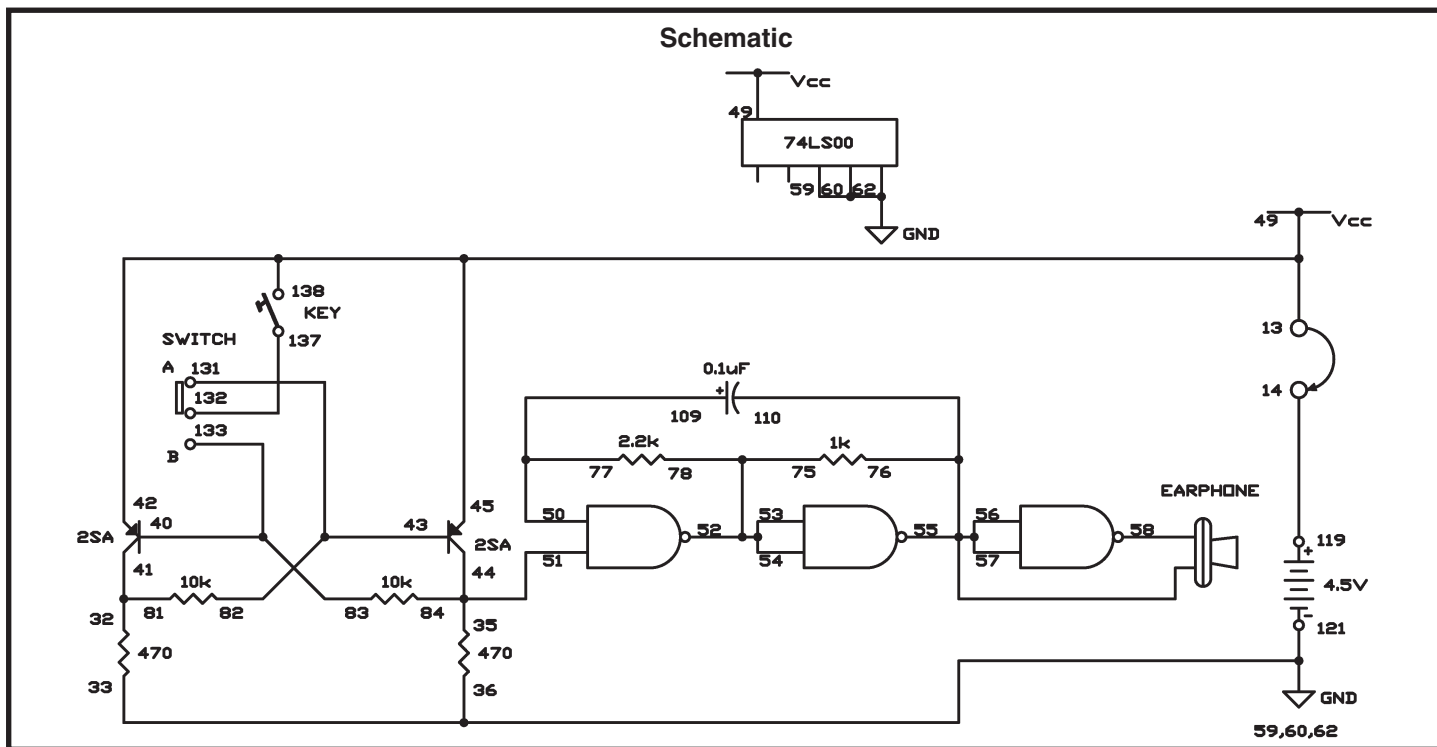 Schematic
Vcc
49
74LS00
59 60 62
GND
49 Vcc
138
KEY
137
SWITCH
A 131
132
133
B
13
14
0.1uF
+
109 110
2.2k 1k
77 78 75 76
EARPHONE
42 45
40 43
2SA 2SA
41 44
50 52 53 55 56 58
51 54 57
119
+
4.5V
-
121
10k 10k
81 82 83 84
32 35
470 470
33 36
GND
59,60,62